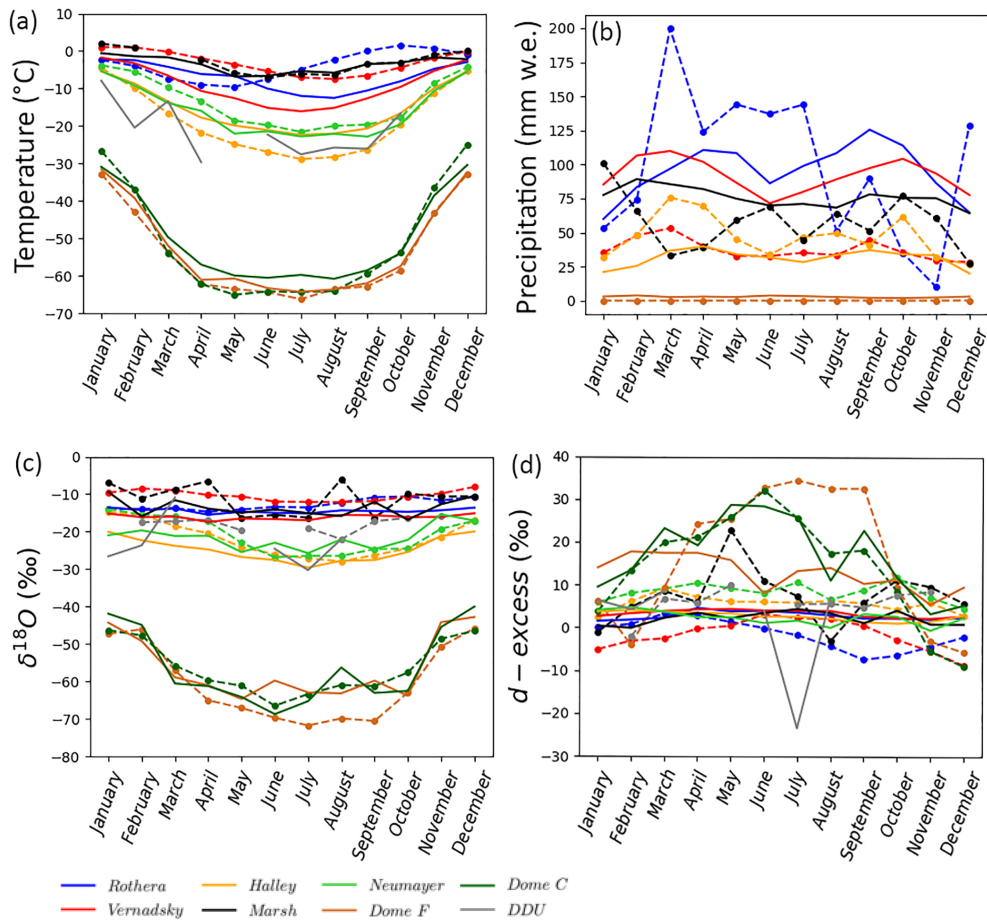 (a)
Temperature (°C)
10
0
−10
−20
−30
−40
−50
−60
−70
January
February
March
April
May
June
July
August
September
October
November
December
(b)
Precipitation (mm w.e.)
200
175
150
125
100
75
50
25
0
January
February
March
April
May
June
July
August
September
October
November
December
(c)
δ¹⁸O (‰)
0
−10
−20
−30
−40
−50
−60
−70
−80
January
February
March
April
May
June
July
August
September
October
November
December
(d)
d − excess (‰)
40
30
20
10
0
−10
−20
−30
January
February
March
April
May
June
July
August
September
October
November
December
Rothera Halley Neumayer Dome C
Vernadsky Marsh Dome F DDU